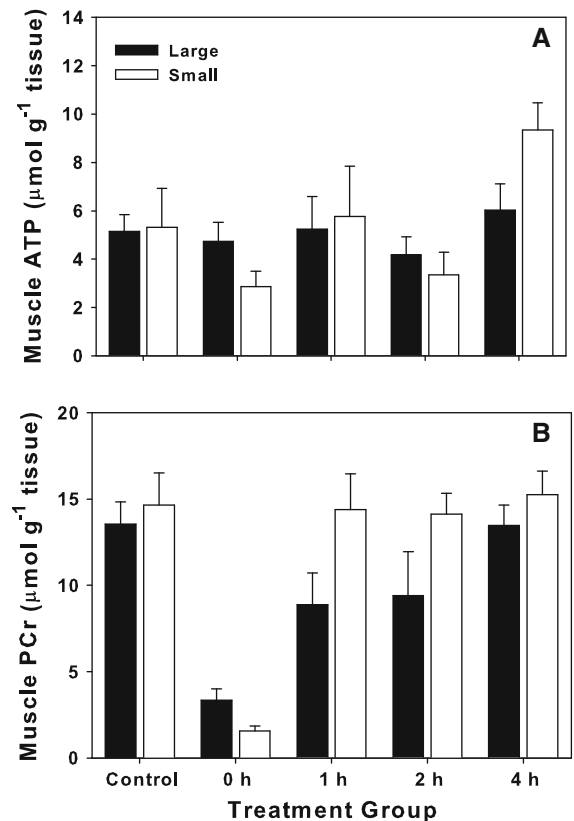 A
Large
Small
Muscle ATP (μmol g⁻¹ tissue)
14
12
10
8
6
4
2
0
B
Muscle PCr (μmol g⁻¹ tissue)
20
15
10
5
0
Control 0 h 1 h 2 h 4 h
Treatment Group